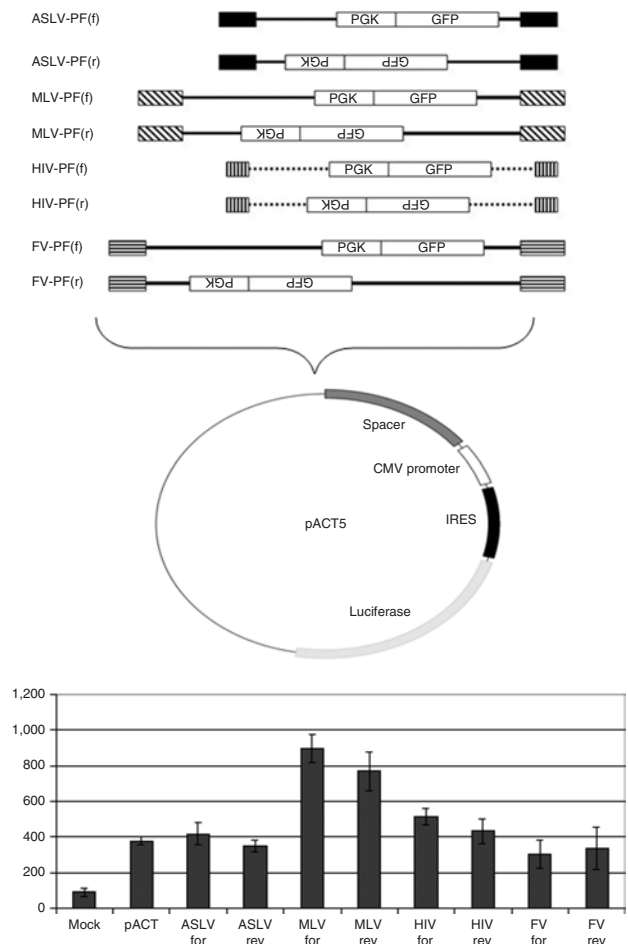 ASLV-PF(f) PGK GFP
ASLV-PF(r) PGK GFP
MLV-PF(f) PGK GFP
MLV-PF(r) PGK GFP
HIV-PF(f) PGK GFP
HIV-PF(r) PGK GFP
FV-PF(f) PGK GFP
FV-PF(r) PGK GFP
Spacer
CMV promoter
pACT5
IRES
Luciferase
1,200
1,000
800
600
400
200
0
Mock pACT ASLV ASLV MLV MLV HIV HIV FV FV
for rev for rev for rev for rev